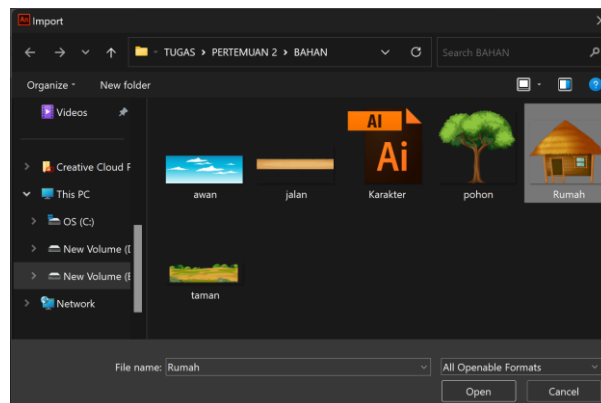 An Import
TUGAS > PERTEMUAN 2 > BAHAN
Search BAHAN
Organize
New folder
Videos
Creative Cloud F
This PC
OS (C:)
New Volume (
New Volume (
Network
AI
Ai
awan
jalan
Karakter
pohon
Rumah
taman
File name: Rumah
All Openable Formats
Open
Cancel